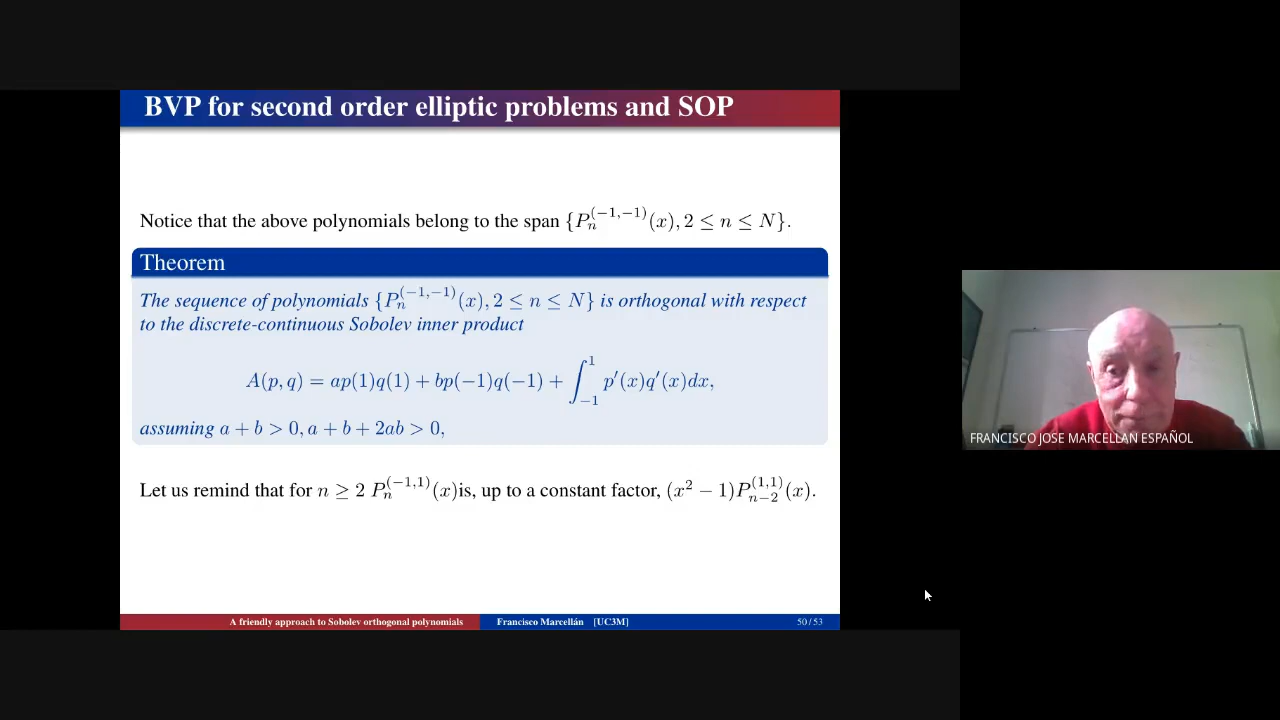 BVP for second order elliptic problems and SOP
Notice that the above polynomials belong to the span {P_n^{(−1,−1)}(x), 2 ≤ n ≤ N}.
Theorem
The sequence of polynomials {P_n^{(−1,−1)}(x), 2 ≤ n ≤ N} is orthogonal with respect
to the discrete-continuous Sobolev inner product
A(p, q) = ap(1)q(1) + bp(−1)q(−1) + ∫_{−1}^{1} p′(x)q′(x)dx,
assuming a + b > 0, a + b + 2ab > 0,
Let us remind that for n ≥ 2 P_n^{(−1,1)}(x)is, up to a constant factor, (x² − 1)P_{n−2}^{(1,1)}(x).
A friendly approach to Sobolev orthogonal polynomials
Francisco Marcellán [UC3M]
50 / 53
FRANCISCO JOSE MARCELLAN ESPAÑOL